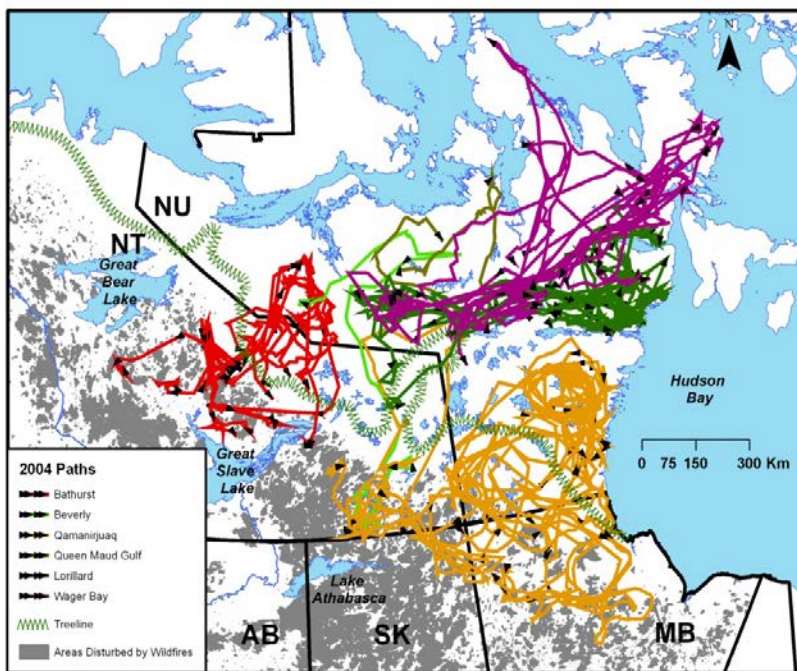 N
NU
NT
Great
Bear
Lake
Hudson
Bay
0 75 150 300 Km
Great
Slave
Lake
2004 Paths
Bathurst
Beverly
Qamanirjuaq
Queen Maud Gulf
Lorillard
Wager Bay
Treeline
Areas Disturbed by Wildfires
Lake
Athabasca
AB
SK
MB